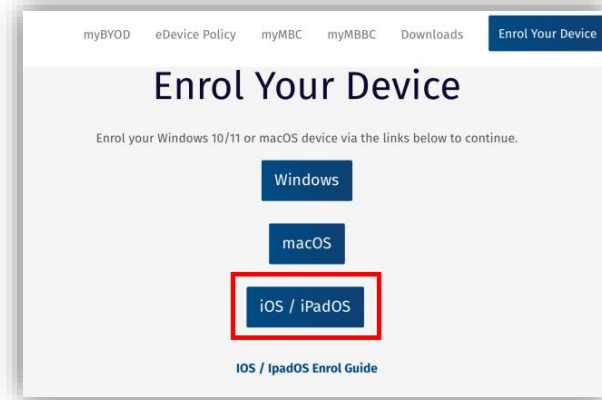 myBYOD eDevice Policy myMBC myMBBC Downloads Enrol Your Device
Enrol Your Device
Enrol your Windows 10/11 or macOS device via the links below to continue.
Windows
macOS
iOS / iPadOS
IOS / IpadOS Enrol Guide